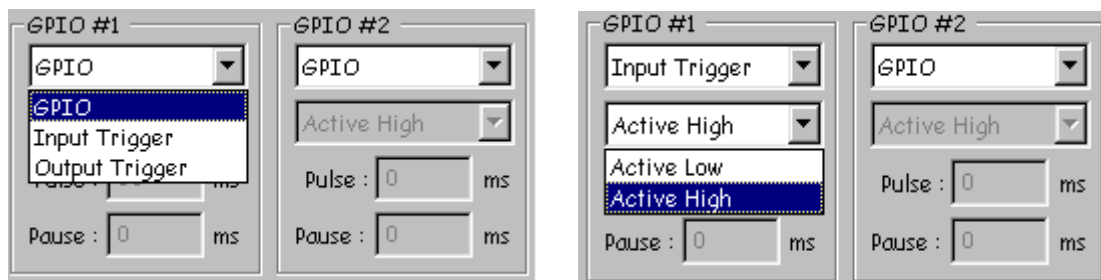 GPIO #1
GPIO
GPIO
Input Trigger
Output Trigger
Pause : 0 ms
GPIO #2
GPIO
Active High
Pulse : 0 ms
Pause : 0 ms
GPIO #1
Input Trigger
Active High
Active Low
Active High
Pause : 0 ms
GPIO #2
GPIO
Active High
Pulse : 0 ms
Pause : 0 ms